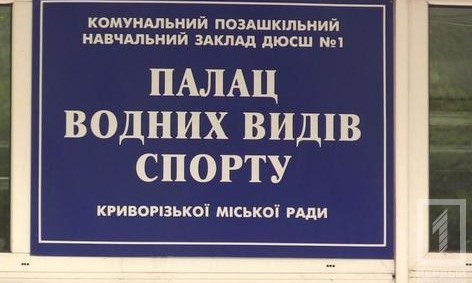 КОМУНАЛЬНИЙ ПОЗАШКІЛЬНИЙ
НАВЧАЛЬНИЙ ЗАКЛАД ДЮСШ №1
ПАЛАЦ
ВОДНИХ ВИДІВ
СПОРТУ
КРИВОРІЗЬКОЇ МІСЬКОЇ РАДИ